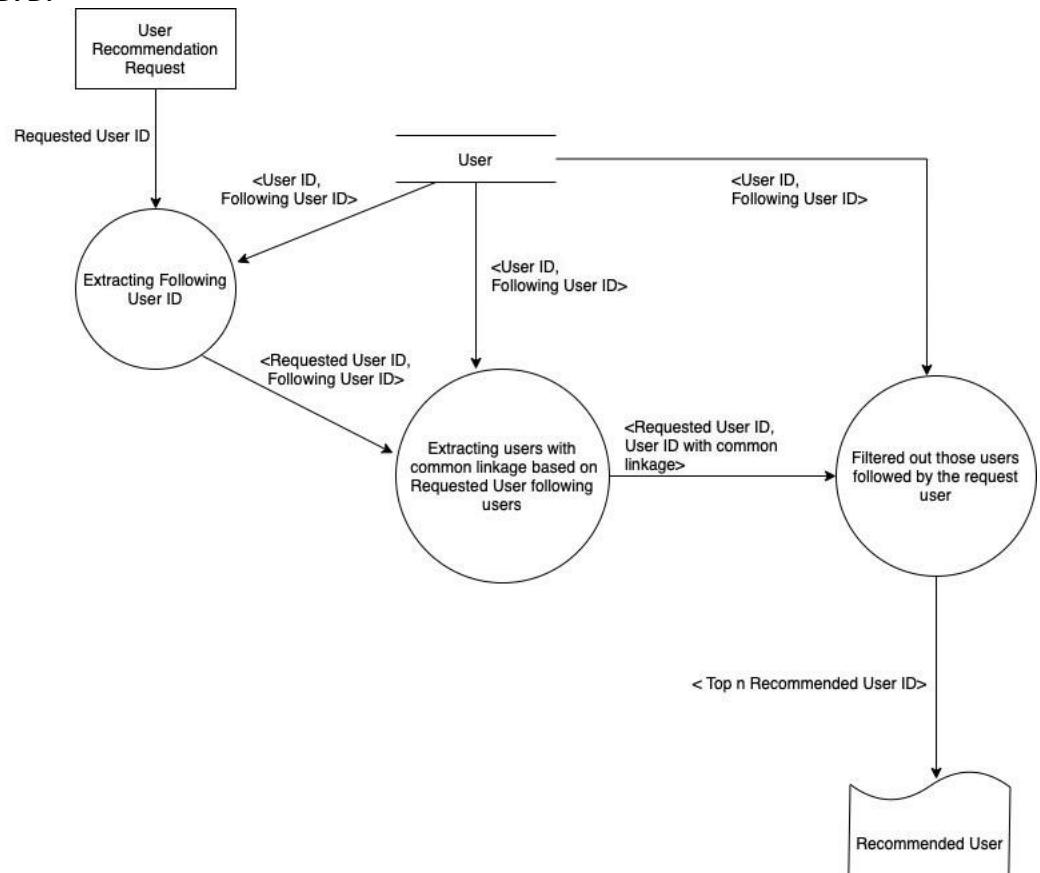 User
Recommendation
Request
Requested User ID
User
<User ID,
Following User ID>
<User ID,
Following User ID>
<User ID,
Following User ID>
Extracting Following
User ID
<Requested User ID,
Following User ID>
Extracting users with
common linkage based on
Requested User following
users
<Requested User ID,
User ID with common
linkage>
Filtered out those users
followed by the request
user
< Top n Recommended User ID>
Recommended User